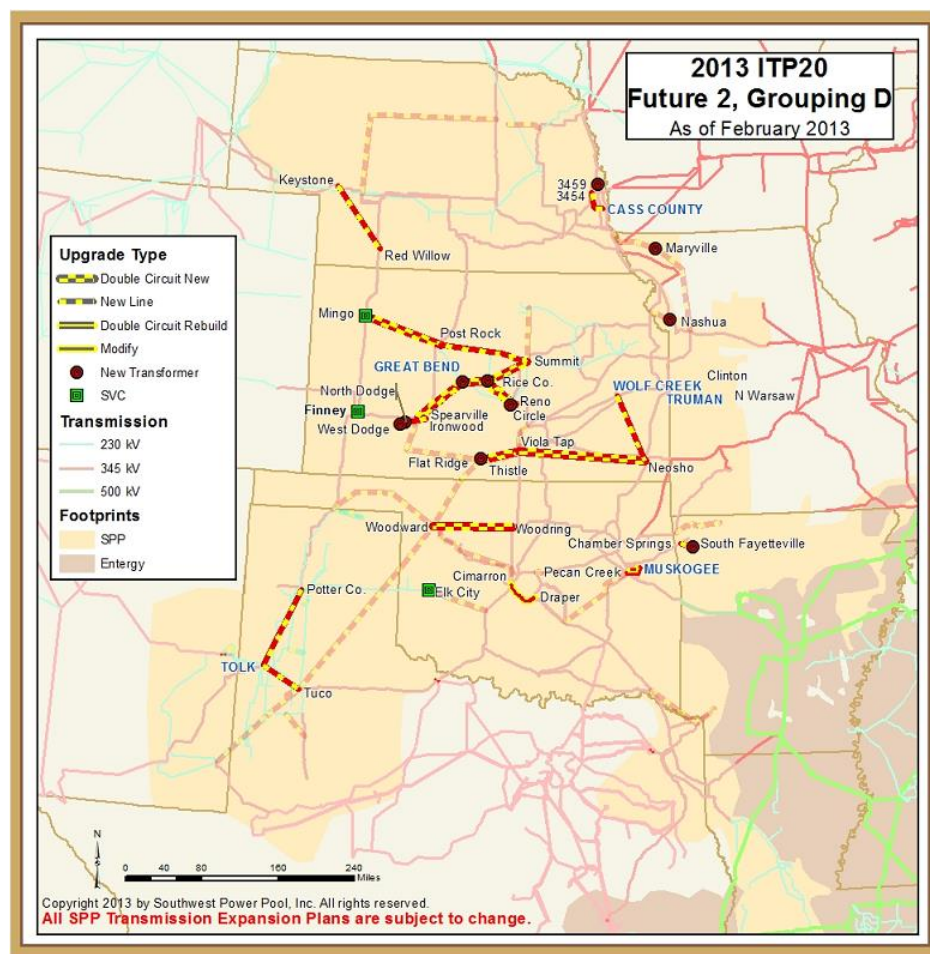 2013 ITP20
Future 2, Grouping D
As of February 2013
Keystone
Red Willow
3459
3454
CASS COUNTY
Maryville
Nashua
Upgrade Type
Double Circuit New
New Line
Double Circuit Rebuild
Modify
New Transformer
SVC
Transmission
230 kV
345 kV
500 kV
Footprints
SPP
Entergy
Mingo
Post Rock
Summit
GREAT BEND
Rice Co.
North Dodge
Reno
Circle
Finney
Spearville
West Dodge
Ironwood
WOLF CREEK
TRUMAN
Clinton
N Warsaw
Viola Tap
Flat Ridge
Thistle
Neosho
Woodward
Woodring
Chamber Springs
South Fayetteville
Cimarron
Pecan Creek
MUSKOGEE
Elk City
Draper
Potter Co.
TOLK
Tuco
N
S
0 40 80 160 240
Miles
Copyright 2013 by Southwest Power Pool, Inc. All rights reserved.
All SPP Transmission Expansion Plans are subject to change.